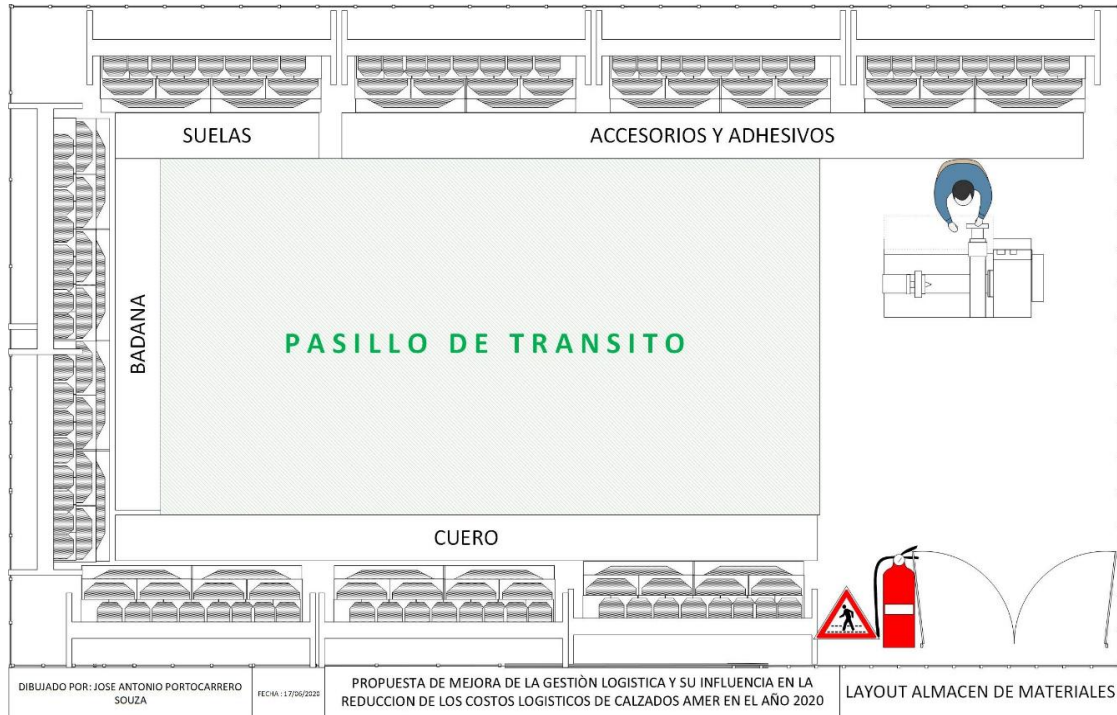 SUELAS
ACCESORIOS Y ADHESIVOS
BADANA
PASILLO DE TRANSITO
CUERO
DIBUJADO POR: JOSE ANTONIO PORTOCARRERO
SOUZA
FECHA : 17/06/2020
PROPUESTA DE MEJORA DE LA GESTIÒN LOGISTICA Y SU INFLUENCIA EN LA
REDUCCION DE LOS COSTOS LOGISTICOS DE CALZADOS AMER EN EL AÑO 2020
LAYOUT ALMACEN DE MATERIALES